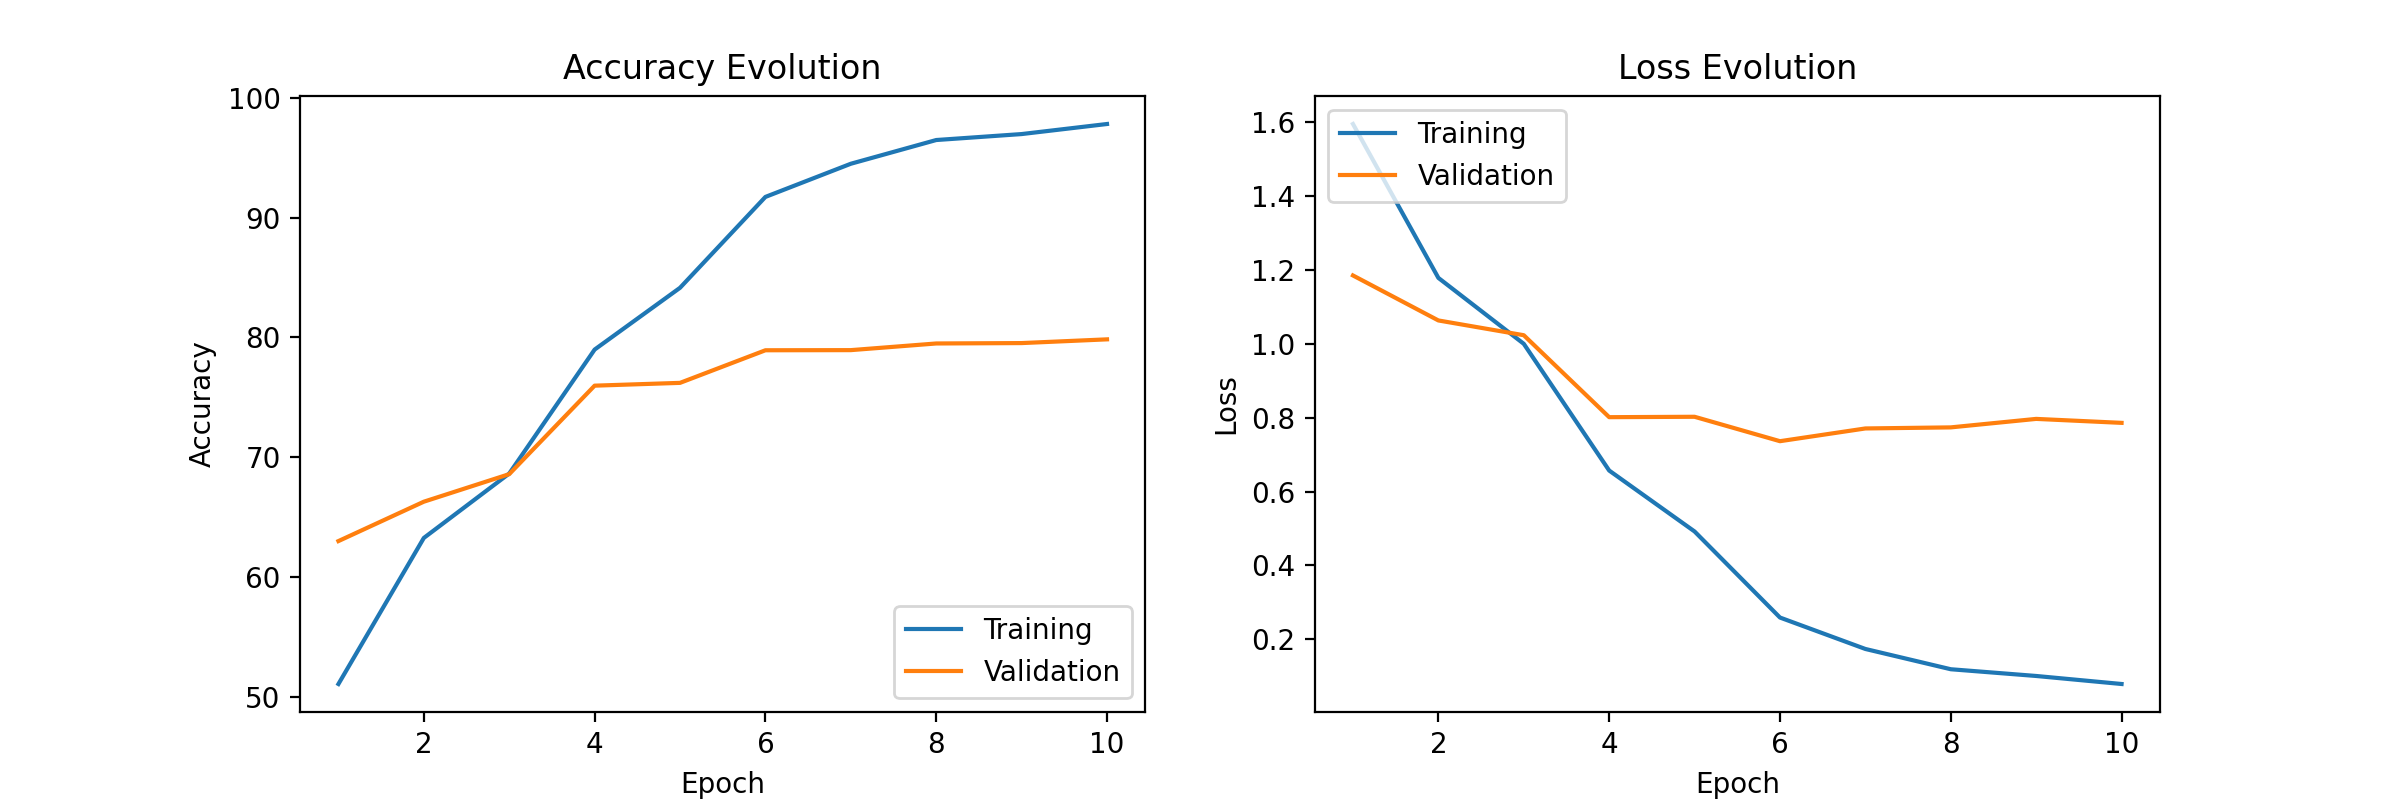 Accuracy Evolution
100
90
80
70
60
50
Accuracy
2 4 6 8 10
Epoch
Training
Validation
Loss Evolution
1.6
1.4
1.2
1.0
0.8
0.6
0.4
0.2
Loss
2 4 6 8 10
Epoch
Training
Validation